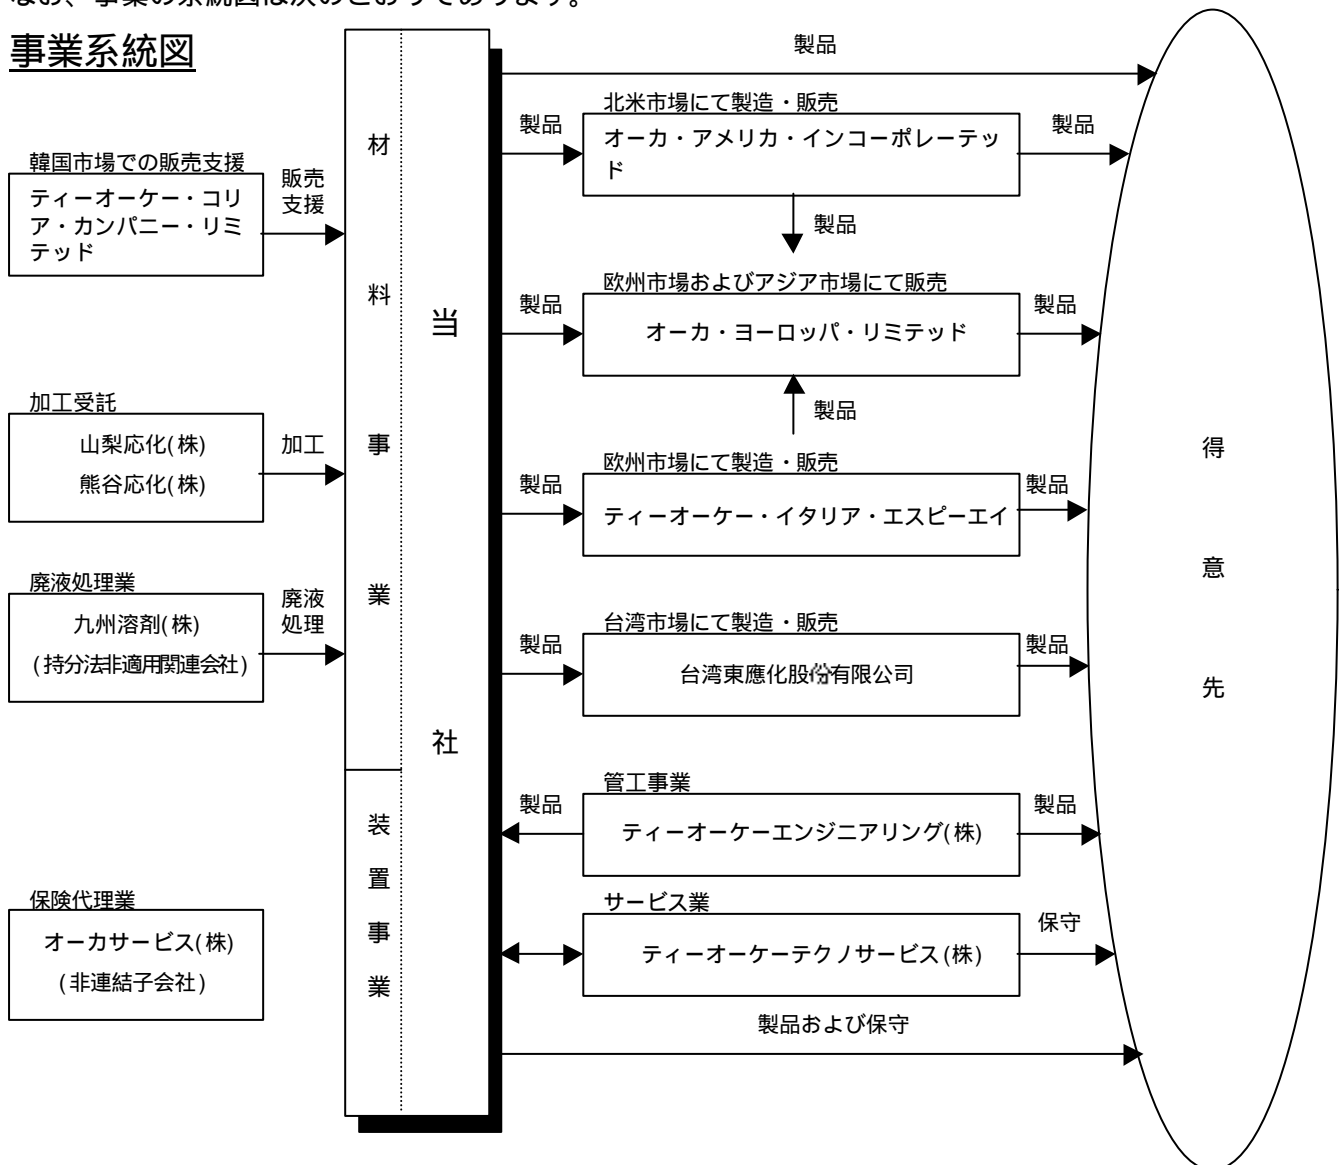 なお、事業の系統図は次のとおりであります。
事業系統図
韓国市場での販売支援
ティーオーケー・コリ
ア・カンパニー・リミ
テッド
販売
支援
加工受託
山梨応化(株)
熊谷応化(株)
加工
廃液処理業
九州溶剤(株)
(持分法非適用関連会社)
廃液
処理
保険代理業
オーカサービス(株)
(非連結子会社)
材料事業
装置事業
当社
製品
北米市場にて製造・販売
製品
オーカ・アメリカ・インコーポレーテッ
ド
製品
製品
欧州市場およびアジア市場にて販売
製品
オーカ・ヨーロッパ・リミテッド
製品
製品
欧州市場にて製造・販売
製品
ティーオーケー・イタリア・エスピーエイ
製品
台湾市場にて製造・販売
製品
台湾東應化股份有限公司
製品
管工事業
製品
ティーオーケーエンジニアリング(株)
製品
サービス業
ティーオーケーテクノサービス(株)
保守
製品および保守
得意先